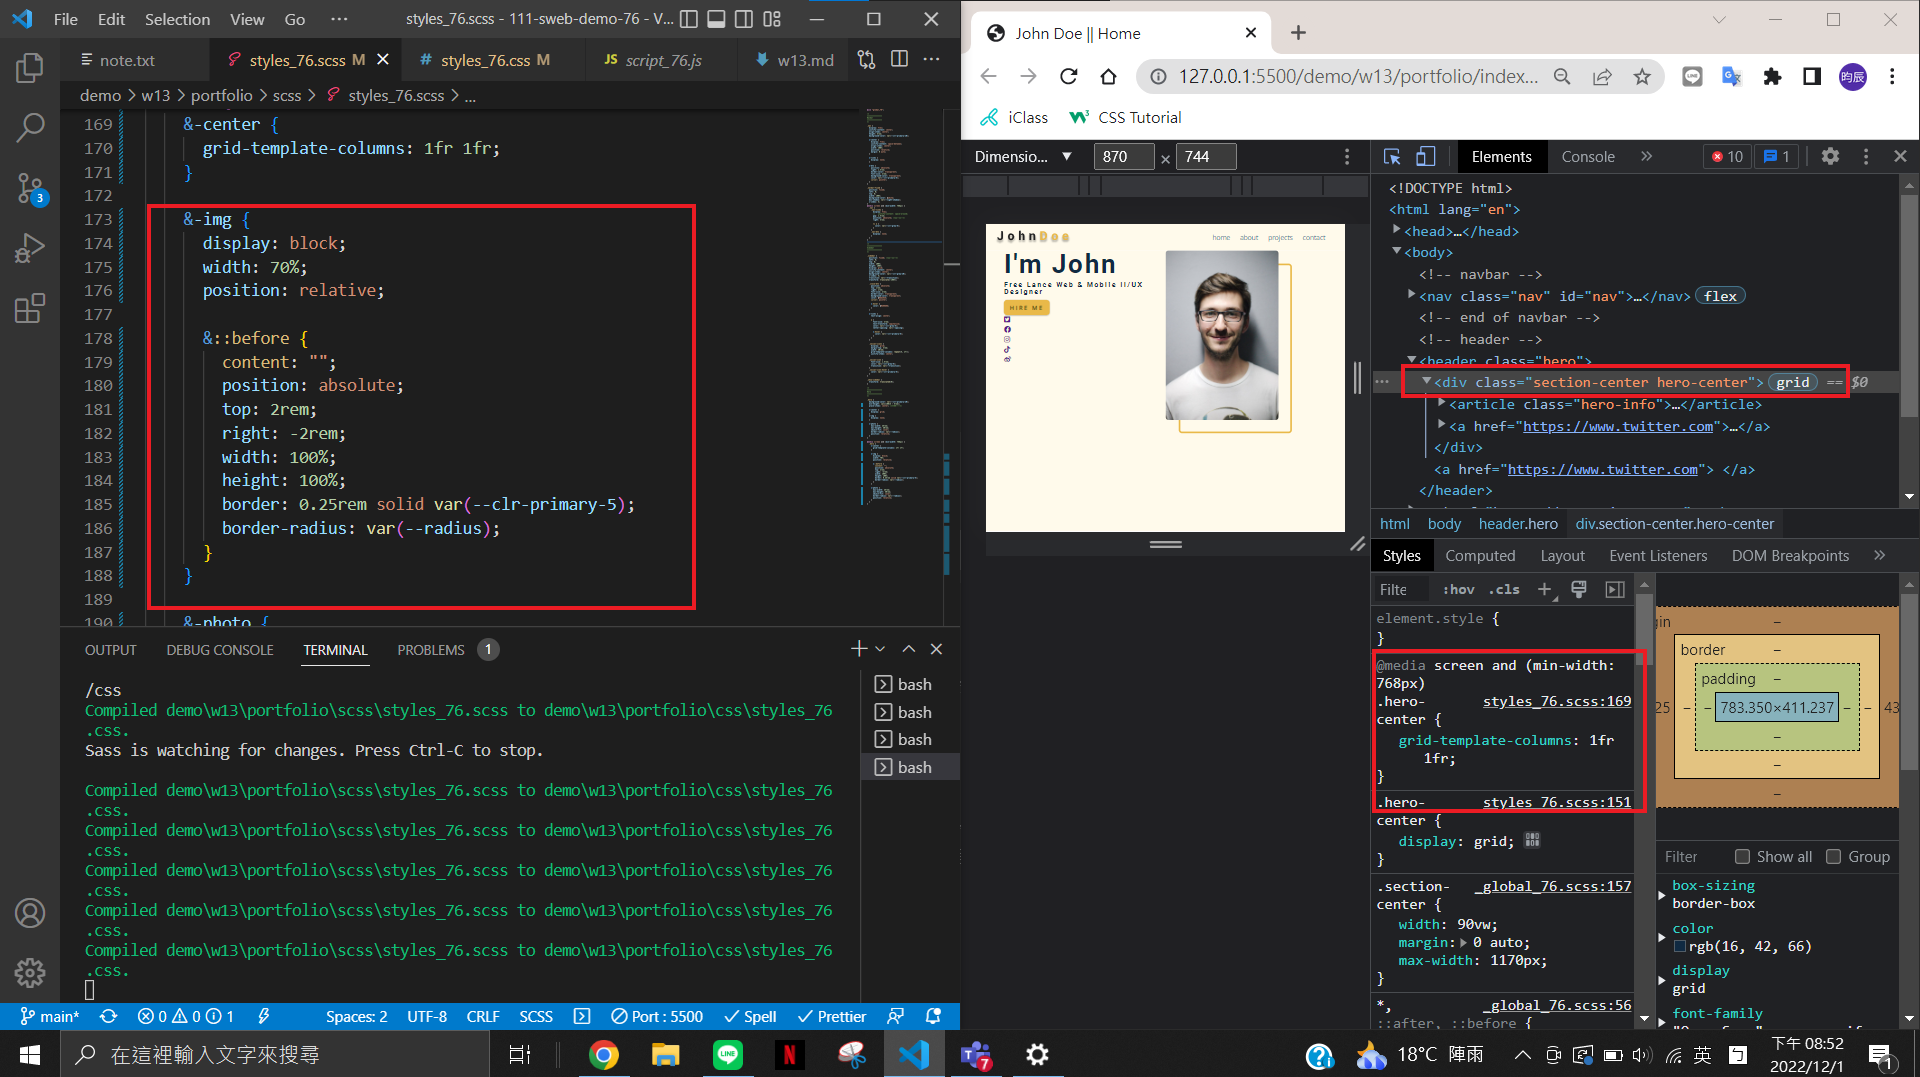 File Edit Selection View Go ··· styles_76.scss - 111-sweb-demo-76 - V...
note.txt styles_76.scss M styles_76.css M script_76.js w13.md
demo > w13 > portfolio > scss > styles_76.scss > ...
169 &-center {
170 grid-template-columns: 1fr 1fr;
171 }
172
173 &-img {
174 display: block;
175 width: 70%;
176 position: relative;
177
178 &::before {
179 content: "";
180 position: absolute;
181 top: 2rem;
182 right: -2rem;
183 width: 100%;
184 height: 100%;
185 border: 0.25rem solid var(--clr-primary-5);
186 border-radius: var(--radius);
187 }
188 }
189
190 &-photo {
OUTPUT DEBUG CONSOLE TERMINAL PROBLEMS 1
/css
Compiled demo\w13\portfolio\scss\styles_76.scss to demo\w13\portfolio\css\styles_76
.css.
Sass is watching for changes. Press Ctrl-C to stop.
Compiled demo\w13\portfolio\scss\styles_76.scss to demo\w13\portfolio\css\styles_76
.css.
Compiled demo\w13\portfolio\scss\styles_76.scss to demo\w13\portfolio\css\styles_76
.css.
Compiled demo\w13\portfolio\scss\styles_76.scss to demo\w13\portfolio\css\styles_76
.css.
Compiled demo\w13\portfolio\scss\styles_76.scss to demo\w13\portfolio\css\styles_76
.css.
Compiled demo\w13\portfolio\scss\styles_76.scss to demo\w13\portfolio\css\styles_76
.css.
bash
bash
bash
bash
3
main* 0 0 1 Spaces: 2 UTF-8 CRLF SCSS Port : 5500 Spell Prettier
John Doe || Home
127.0.0.1:5500/demo/w13/portfolio/index... 昀辰
iClass CSS Tutorial
Dimensio... 870 × 744
JohnDoe home about projects contact
I'm John
Free Lance Web & Mobile II/UX
Designer
HIRE ME
Elements Console 10 1
<!DOCTYPE html>
<html lang="en">
<head>…</head>
<body>
<!-- navbar -->
<nav class="nav" id="nav">…</nav> flex
<!-- end of navbar -->
<!-- header -->
<header class="hero">
<div class="section-center hero-center"> grid == $0
<article class="hero-info">…</article>
<a href="https://www.twitter.com">…</a>
</div>
<a href="https://www.twitter.com"> </a>
</header>
html body header.hero div.section-center.hero-center
Styles Computed Layout Event Listeners DOM Breakpoints
Filte :hov .cls +
element.style {
}
@media screen and (min-width:
768px)
.hero- styles_76.scss:169
center {
grid-template-columns: 1fr
1fr;
}
.hero- styles_76.scss:151
center {
display: grid;
}
.section- _global_76.scss:157
center {
width: 90vw;
margin: 0 auto;
max-width: 1170px;
}
*, _global_76.scss:56
::after, ::before {
gin –
border –
padding –
25 – – 783.350×411.237 – – 43
–
–
–
Filter Show all Group
box-sizing
border-box
color
rgb(16, 42, 66)
display
grid
font-family
在這裡輸入文字來搜尋 N 7 18°C 陣雨 英 下午 08:52
2022/12/1 1